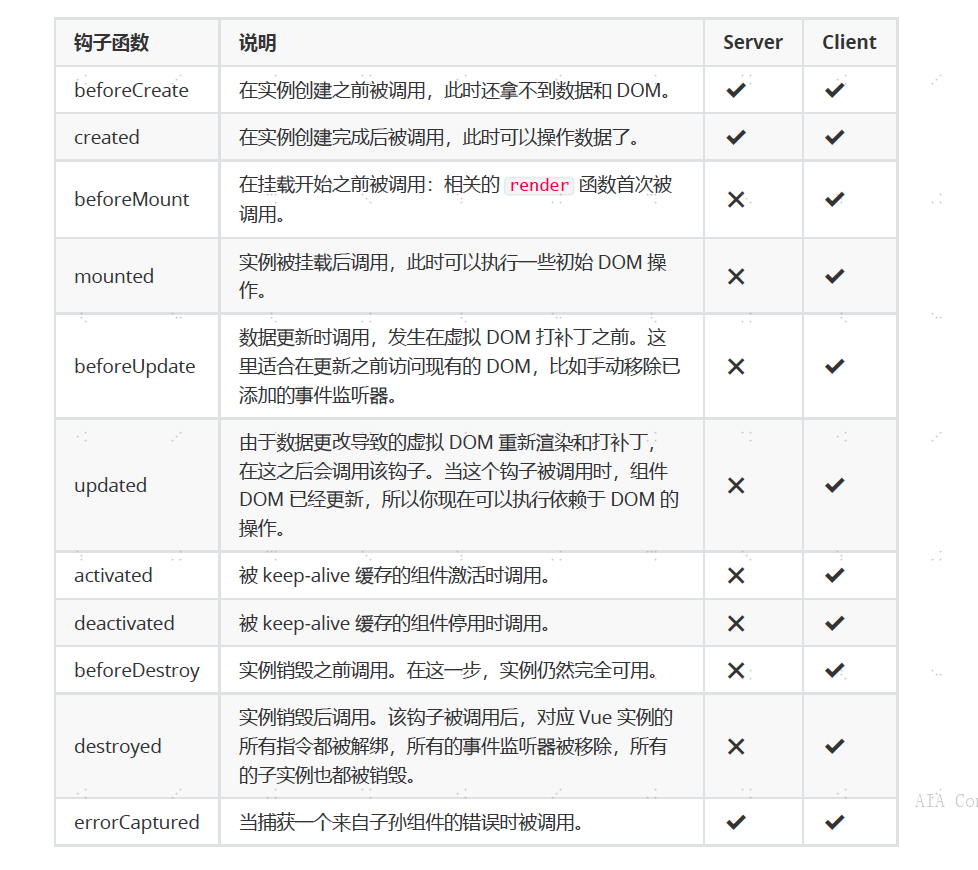 钩子函数 说明 Server Client
beforeCreate 在实例创建之前被调用，此时还拿不到数据和 DOM。 ✔ ✔
created 在实例创建完成后被调用，此时可以操作数据了。 ✔ ✔
beforeMount 在挂载开始之前被调用：相关的 render 函数首次被
调用。 ✕ ✔
mounted 实例被挂载后调用，此时可以执行一些初始 DOM 操
作。 ✕ ✔
beforeUpdate 数据更新时调用，发生在虚拟 DOM 打补丁之前。这
里适合在更新之前访问现有的 DOM，比如手动移除已
添加的事件监听器。 ✕ ✔
updated 由于数据更改导致的虚拟 DOM 重新渲染和打补丁，
在这之后会调用该钩子。当这个钩子被调用时，组件
DOM 已经更新，所以你现在可以执行依赖于 DOM 的
操作。 ✕ ✔
activated 被 keep-alive 缓存的组件激活时调用。 ✕ ✔
deactivated 被 keep-alive 缓存的组件停用时调用。 ✕ ✔
beforeDestroy 实例销毁之前调用。在这一步，实例仍然完全可用。 ✕ ✔
destroyed 实例销毁后调用。该钩子被调用后，对应 Vue 实例的
所有指令都被解绑，所有的事件监听器被移除，所有
的子实例也都被销毁。 ✕ ✔
AIA Con
errorCaptured 当捕获一个来自子孙组件的错误时被调用。 ✔ ✔